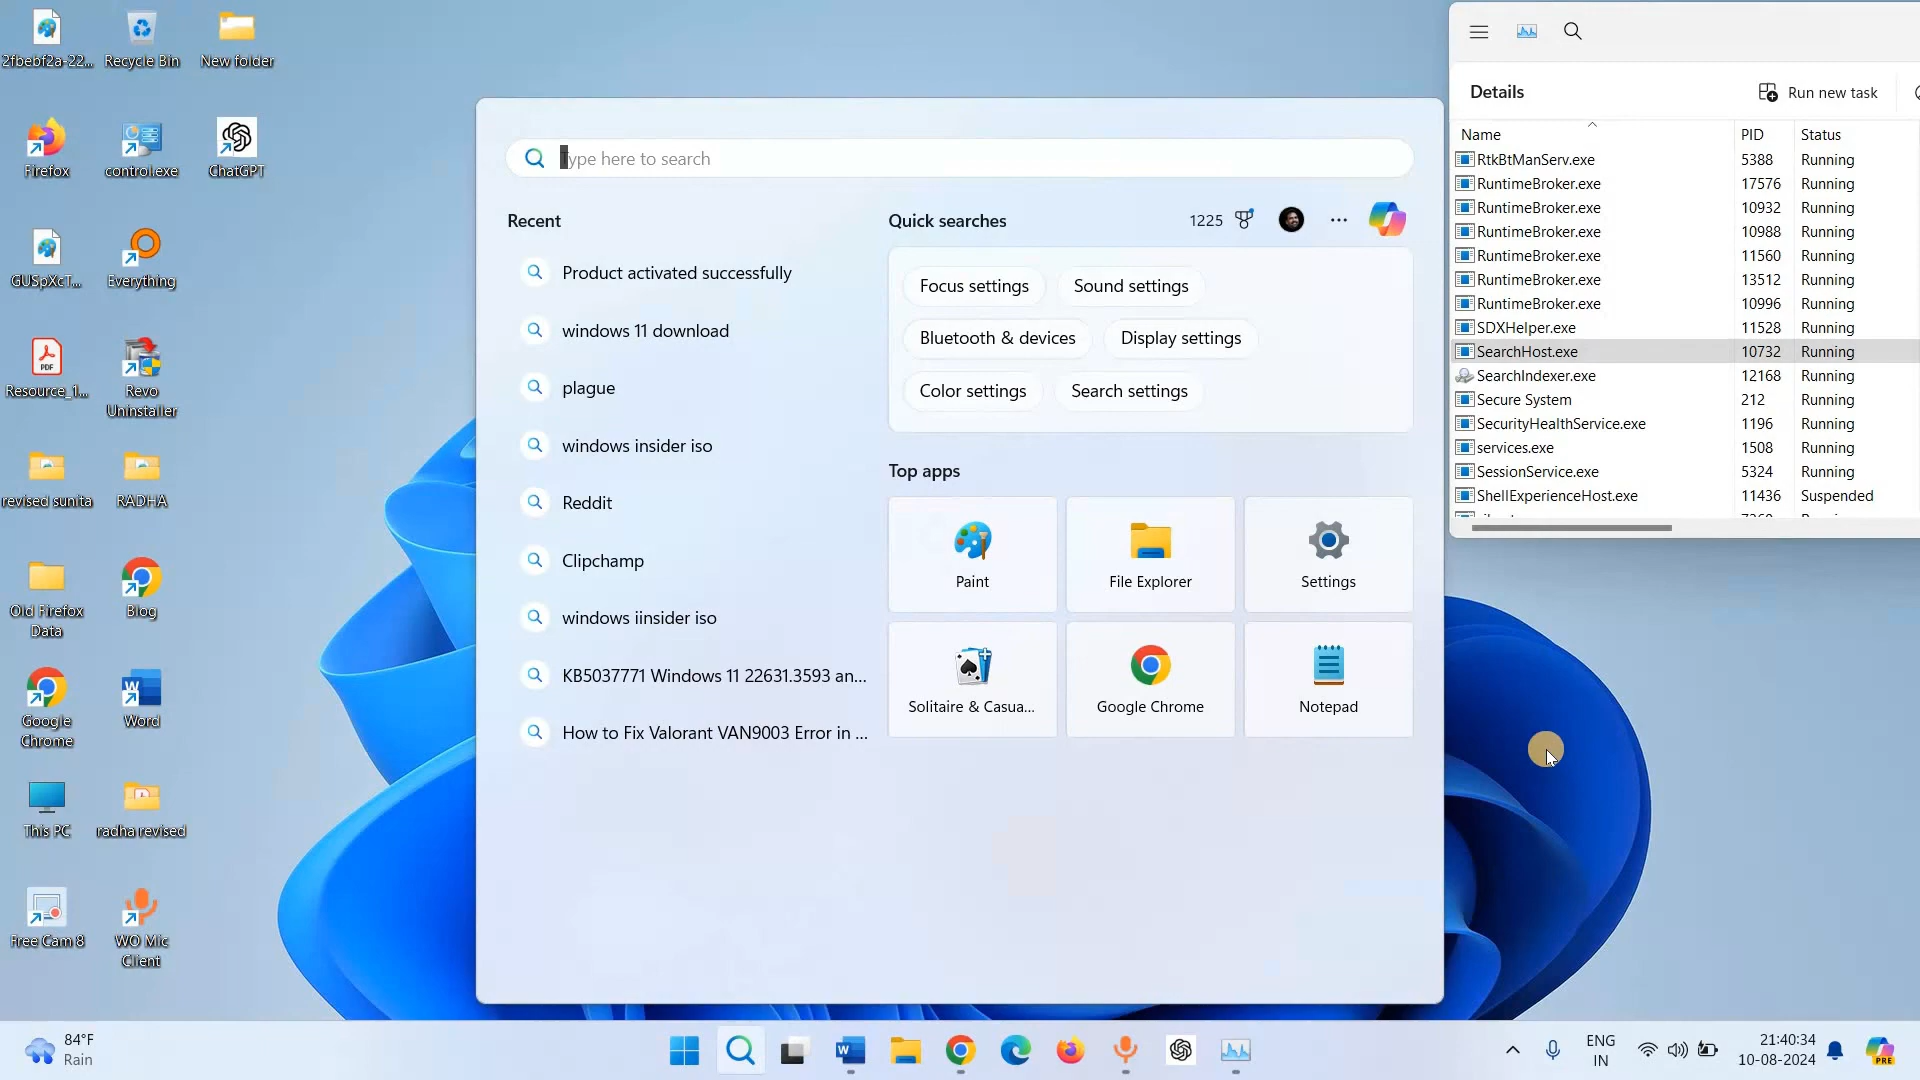 2fbebf2a-22...
Recycle Bin
New folder
Firefox
control.exe
ChatGPT
GUSpXcT...
Everything
Resource_1...
Revo
Uninstaller
revised sunita
RADHA
Old Firefox
Data
Blog
Google
Chrome
Word
This PC
radha revised
Free Cam 8
WO Mic
Client
Type here to search
Recent
Product activated successfully
windows 11 download
plague
windows insider iso
Reddit
Clipchamp
windows iinsider iso
KB5037771 Windows 11 22631.3593 an...
How to Fix Valorant VAN9003 Error in ...
Quick searches
1225
Focus settings
Sound settings
Bluetooth & devices
Display settings
Color settings
Search settings
Top apps
Paint
File Explorer
Settings
Solitaire & Casua...
Google Chrome
Notepad
Details
Run new task
Name PID Status
RtkBtManServ.exe 5388 Running
RuntimeBroker.exe 17576 Running
RuntimeBroker.exe 10932 Running
RuntimeBroker.exe 10988 Running
RuntimeBroker.exe 11560 Running
RuntimeBroker.exe 13512 Running
RuntimeBroker.exe 10996 Running
SDXHelper.exe 11528 Running
SearchHost.exe 10732 Running
SearchIndexer.exe 12168 Running
Secure System 212 Running
SecurityHealthService.exe 1196 Running
services.exe 1508 Running
SessionService.exe 5324 Running
ShellExperienceHost.exe 11436 Suspended
84°F
Rain
ENG
IN
21:40:34
10-08-2024
PRE